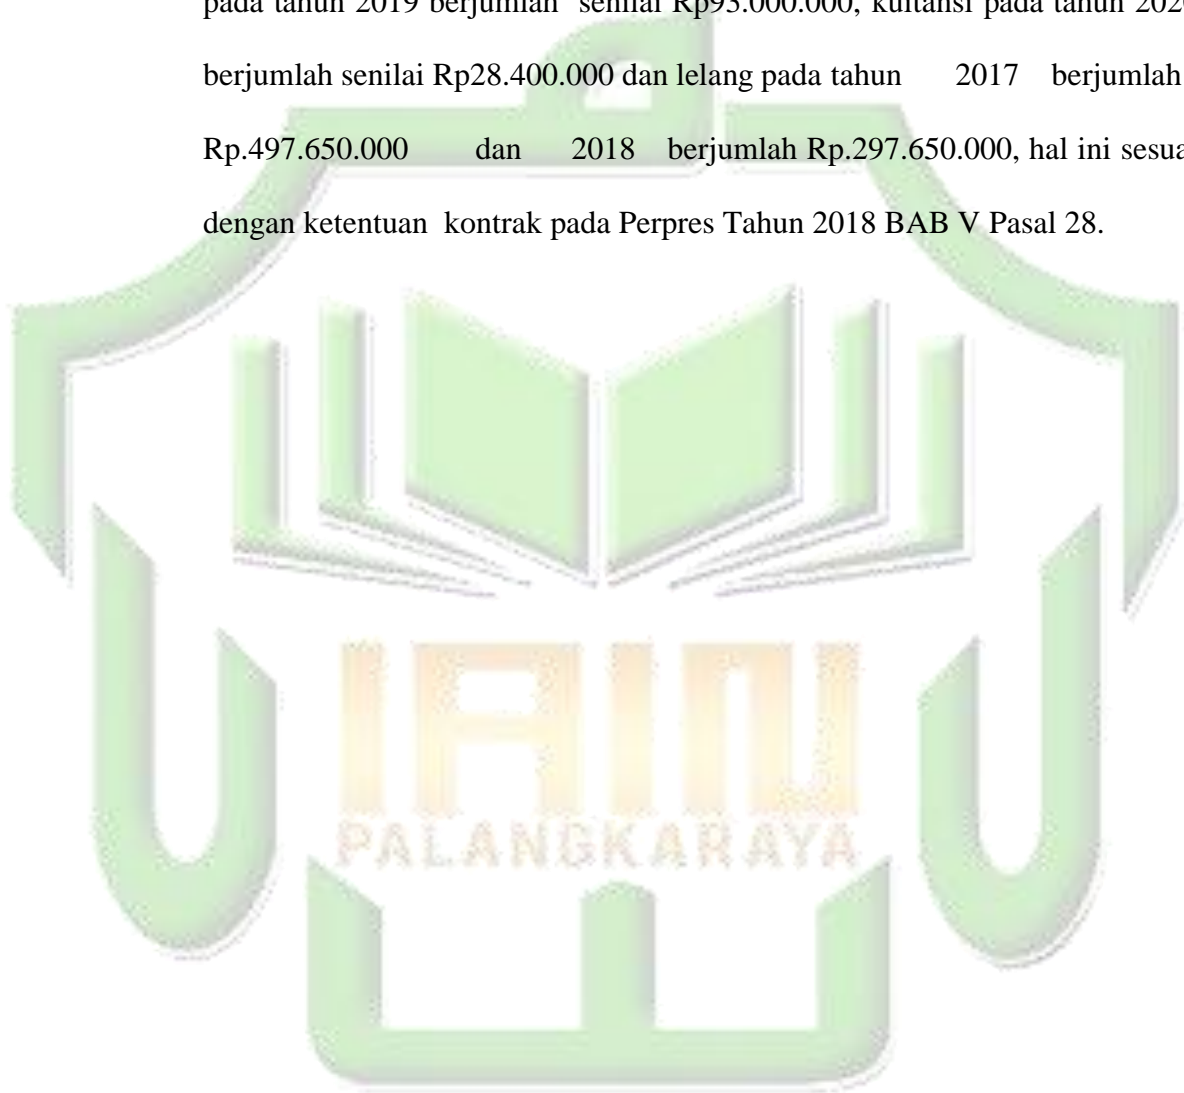 pada tahun 2019 berjumlah senilai Rp93.000.000, kuitansi pada tahun 2020
berjumlah senilai Rp28.400.000 dan lelang pada tahun 2017 berjumlah
Rp.497.650.000 dan 2018 berjumlah Rp.297.650.000, hal ini sesua
dengan ketentuan kontrak pada Perpres Tahun 2018 BAB V Pasal 28.
IAIN
PALANGKARAYA